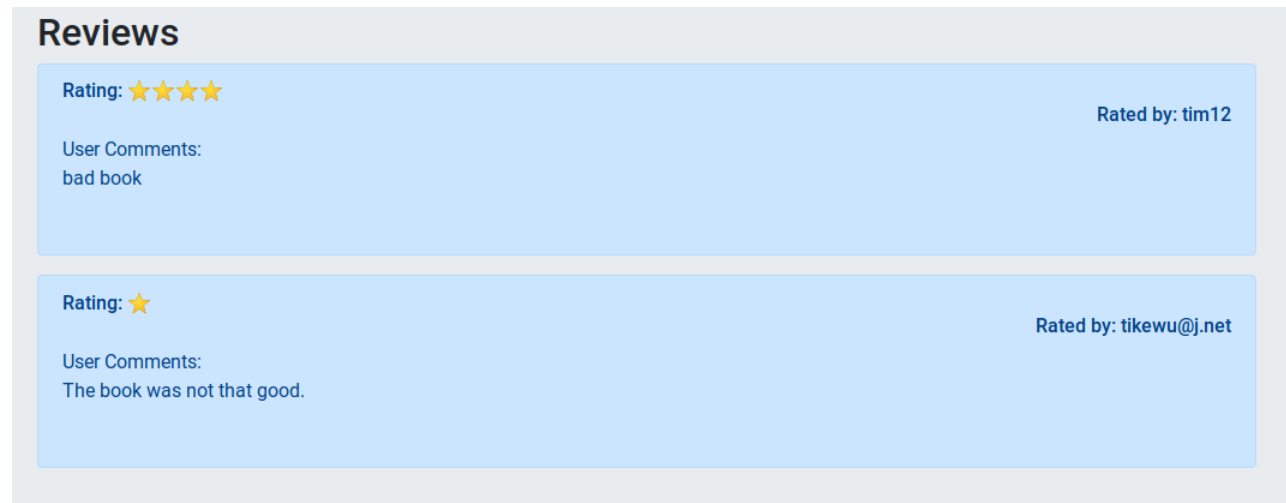 Reviews
Rating: ⭐⭐⭐⭐
Rated by: tim12
User Comments:
bad book
Rating: ⭐
Rated by: tikewu@j.net
User Comments:
The book was not that good.